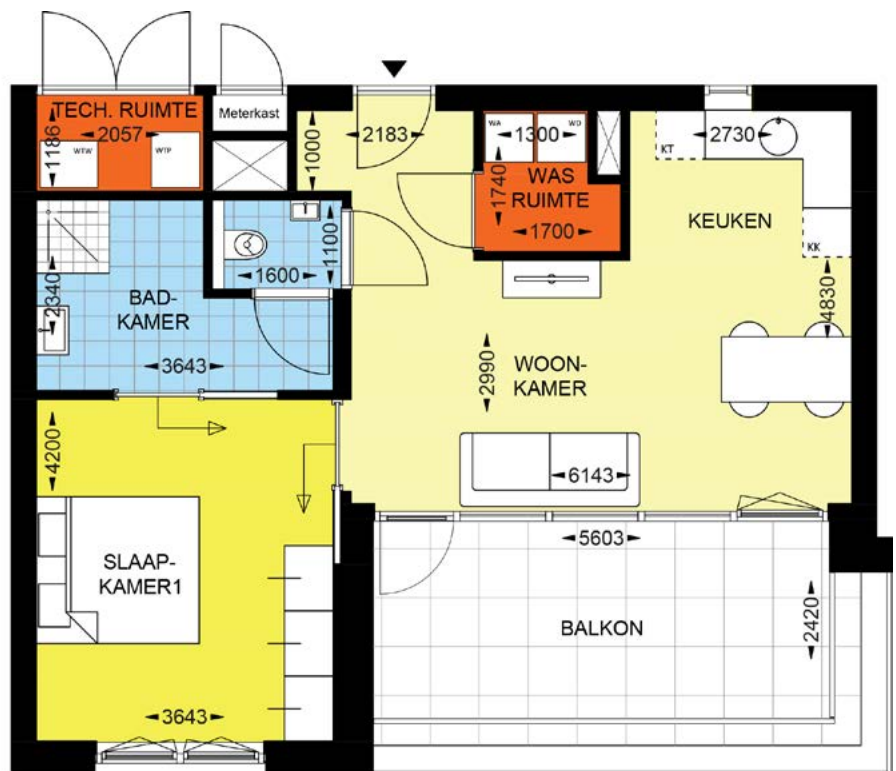 TECH. RUIMTE
2057
1186
WTW
WTP
Meterkast
1000
2183
WA
1300
WD
1740
WAS
RUIMTE
1700
2730
KT
KEUKEN
KK
4830
1600
1100
BAD-
KAMER
2340
3643
2990
WOON-
KAMER
6143
4200
SLAAP-
KAMER1
3643
5603
BALKON
2420